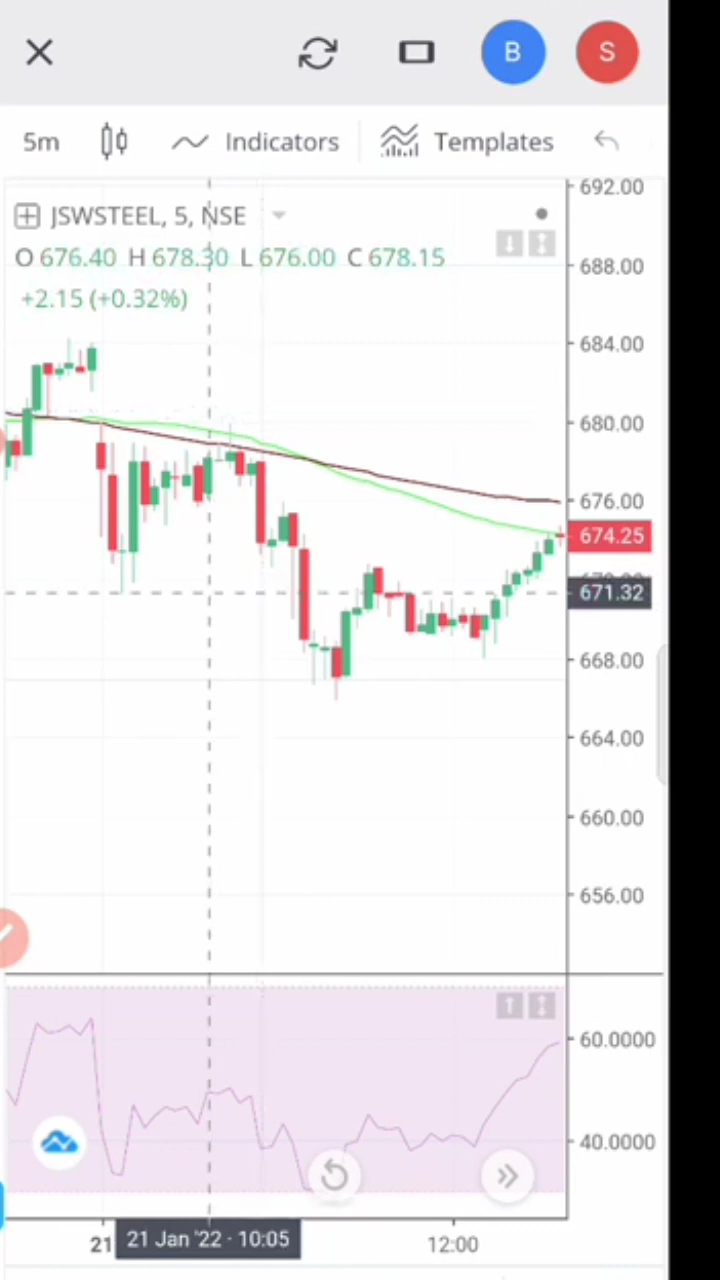 B S
5m Indicators Templates
JSWSTEEL, 5, NSE
O 676.40 H 678.30 L 676.00 C 678.15
+2.15 (+0.32%)
692.00
688.00
684.00
680.00
676.00
674.25
671.32
668.00
664.00
660.00
656.00
60.0000
40.0000
21 21 Jan '22 · 10:05 12:00